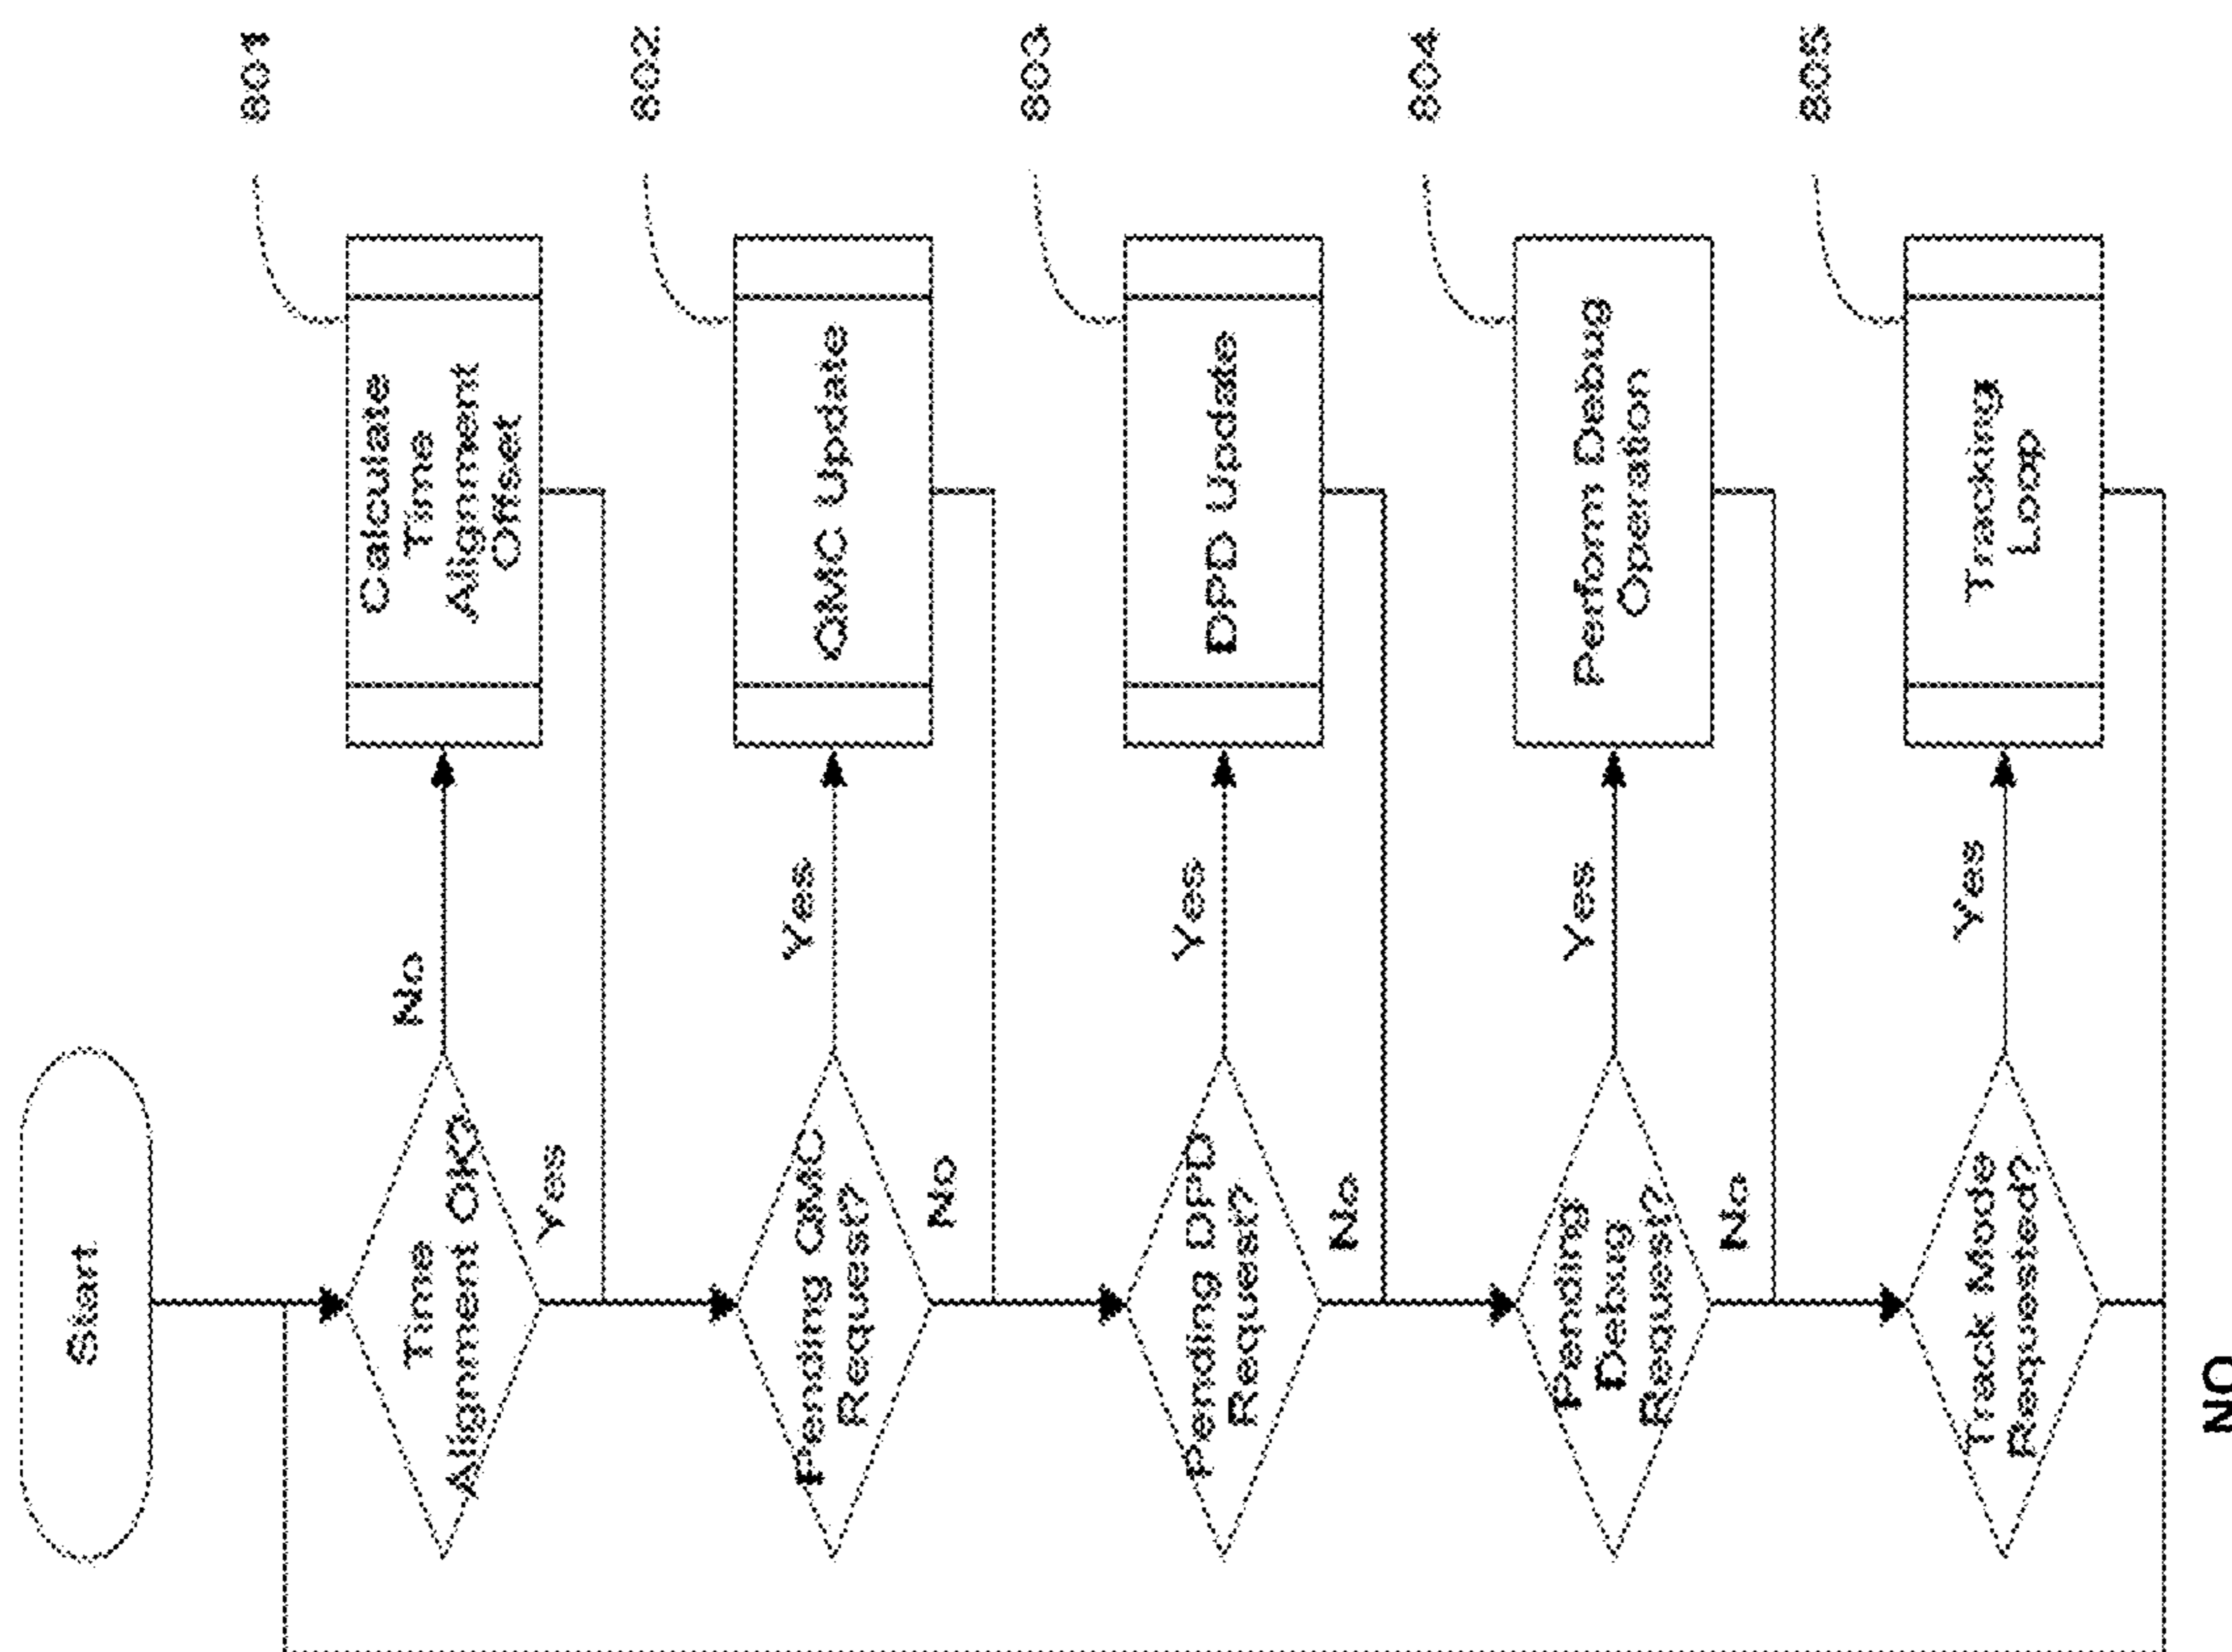 Start
Time
Alignment OK?
No
Calculate
Time
Alignment
Offset
801
Yes
Pending QMC
Request?
Yes
QMC Update
802
No
Pending DPD
Request?
Yes
DPD Update
803
No
Pending
Debug
Request?
Yes
Perform Debug
Operation
804
No
Track Mode
Requested?
Yes
Tracking
Loop
805
NO